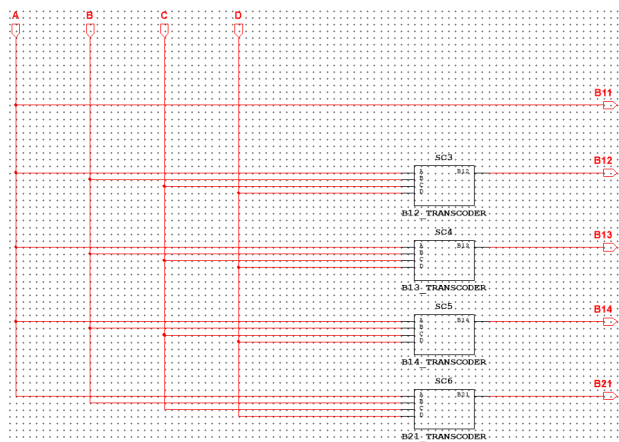 A B C D
B11
SC3
B12
A B12
B
C
D
B12_TRANSCODER
SC4
B13
A B13
B
C
D
B13_TRANSCODER
SC5
B14
A B14
B
C
D
B14_TRANSCODER
SC6
B21
A B21
B
C
D
B21_TRANSCODER